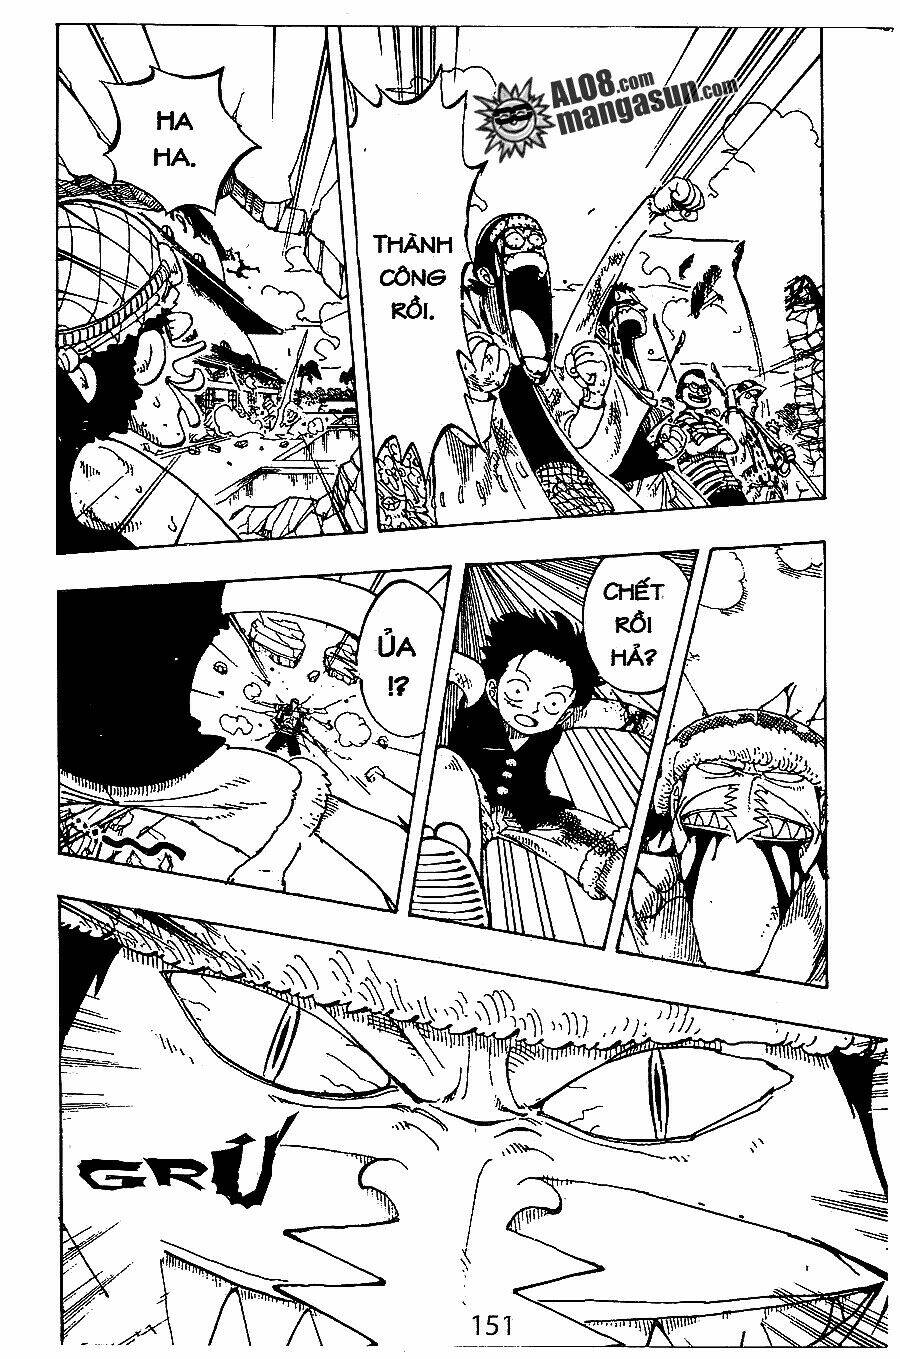 HA
HA.
THÀNH
CÔNG
RỒI.
ALO8.com
mangasun.com
ỦA
!?
CHẾT
RỒI
HẢ?
GRỪ
151